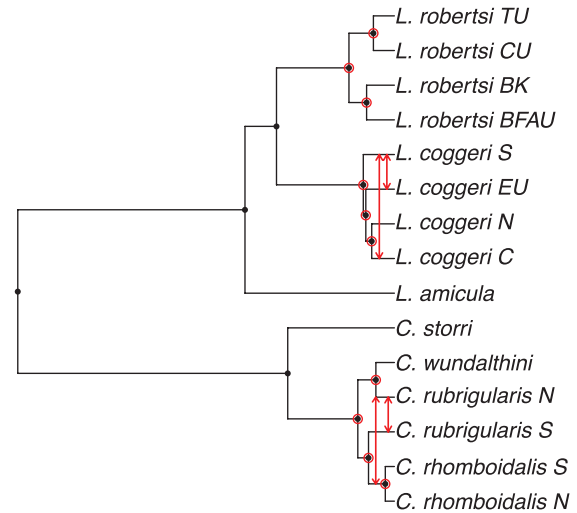 L. robertsi TU
L. robertsi CU
L. robertsi BK
L. robertsi BFAU
L. coggeri S
L. coggeri EU
L. coggeri N
L. coggeri C
L. amicula
C. storri
C. wundalthini
C. rubrigularis N
C. rubrigularis S
C. rhomboidalis S
C. rhomboidalis N